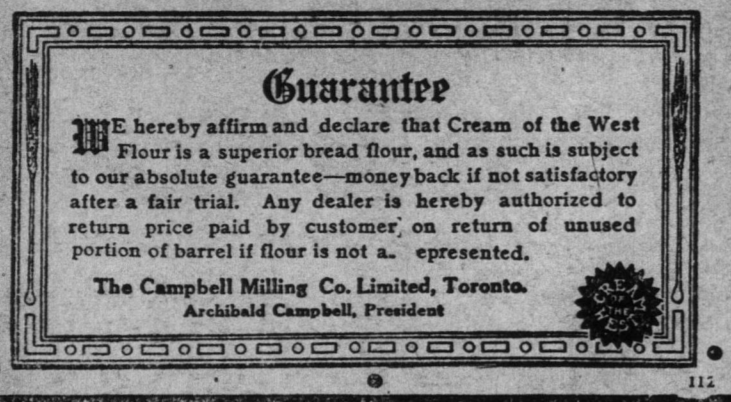 Guarantee
WE hereby affirm and declare that Cream of the West
Flour is a superior bread flour, and as such is subject
to our absolute guarantee—money back if not satisfactory
after a fair trial. Any dealer is hereby authorized to
return price paid by customer on return of unused
portion of barrel if flour is not a. epresented.
The Campbell Milling Co. Limited, Toronto.
Archibald Campbell, President
CREAM
OF
THE
WEST
112